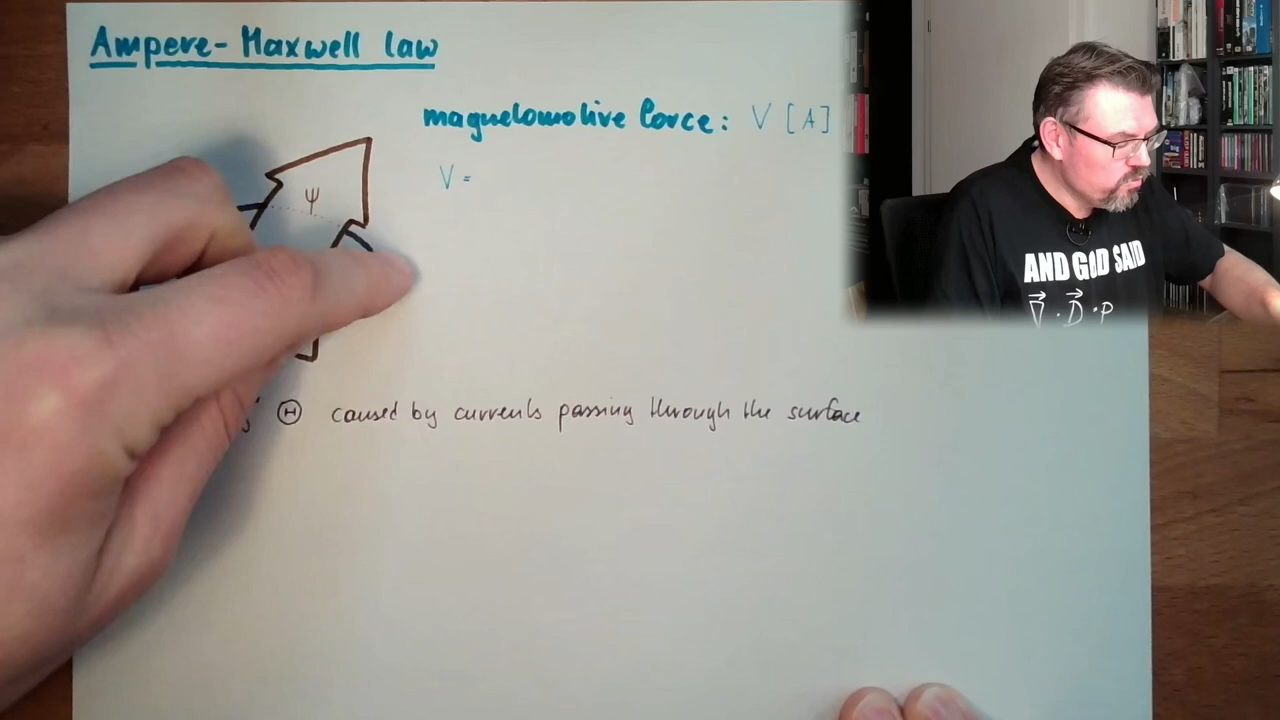 Ampere-Maxwell law
magnetomotive force: V [A]
V =
Ψ
Θ caused by currents passing through the surface
AND GOD SAID
∇⃗ · D⃗ · ρ